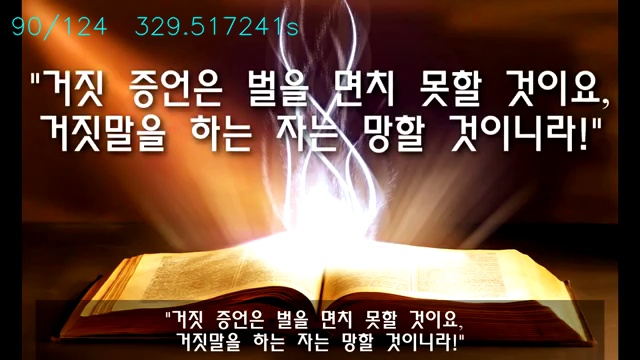 90/124 329.517241s
"거짓 증언은 벌을 면치 못할 것이요,
거짓말을 하는 자는 망할 것이니라!"
"거짓 증언은 벌을 면치 못할 것이요,
거짓말을 하는 자는 망할 것이니라!"